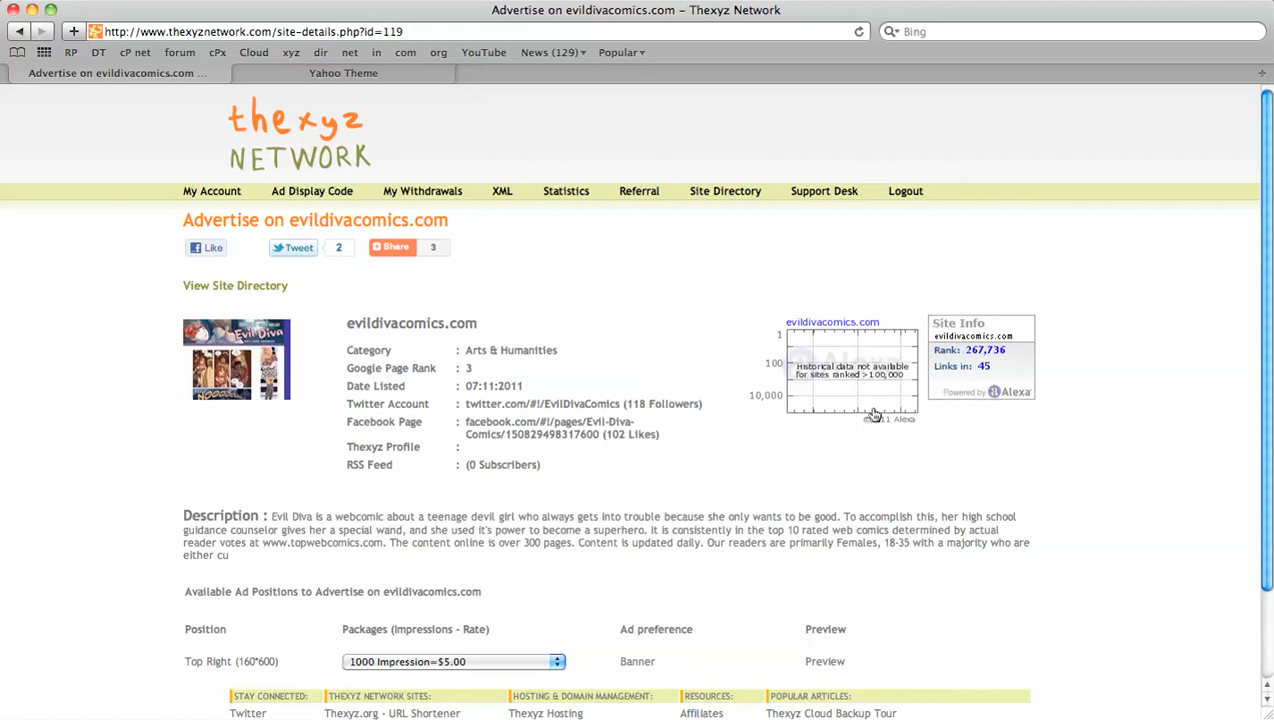 Advertise on evildivacomics.com – Thexyz Network
http://www.thexyznetwork.com/site-details.php?id=119
Bing
RP DT cP net forum cPx Cloud xyz dir net in com org YouTube News (129) Popular
Advertise on evildivacomics.com ...
Yahoo Theme
thexyz
NETWORK
My Account Ad Display Code My Withdrawals XML Statistics Referral Site Directory Support Desk Logout
Advertise on evildivacomics.com
Like Tweet 2 Share 3
View Site Directory
Evil Diva
evildivacomics.com
Category : Arts & Humanities
Google Page Rank : 3
Date Listed : 07:11:2011
Twitter Account : twitter.com/#!/EvilDivaComics (118 Followers)
Facebook Page : facebook.com/#!/pages/Evil-Diva-
Comics/150829498317600 (102 Likes)
Thexyz Profile :
RSS Feed : (0 Subscribers)
evildivacomics.com
1
100
10,000
Historical data not available
for sites ranked >100,000
2011 Alexa
Site Info
evildivacomics.com
Rank: 267,736
Links in: 45
Powered by Alexa
Description : Evil Diva is a webcomic about a teenage devil girl who always gets into trouble because she only wants to be good. To accomplish this, her high school
guidance counselor gives her a special wand, and she used it's power to become a superhero. It is consistently in the top 10 rated web comics determined by actual
reader votes at www.topwebcomics.com. The content online is over 300 pages. Content is updated daily. Our readers are primarily Females, 18-35 with a majority who are
either cu
Available Ad Positions to Advertise on evildivacomics.com
Position Packages (Impressions - Rate) Ad preference Preview
Top Right (160*600) 1000 Impression=$5.00 Banner Preview
STAY CONNECTED: THEXYZ NETWORK SITES: HOSTING & DOMAIN MANAGEMENT: RESOURCES: POPULAR ARTICLES:
Twitter Thexyz.org - URL Shortener Thexyz Hosting Affiliates Thexyz Cloud Backup Tour